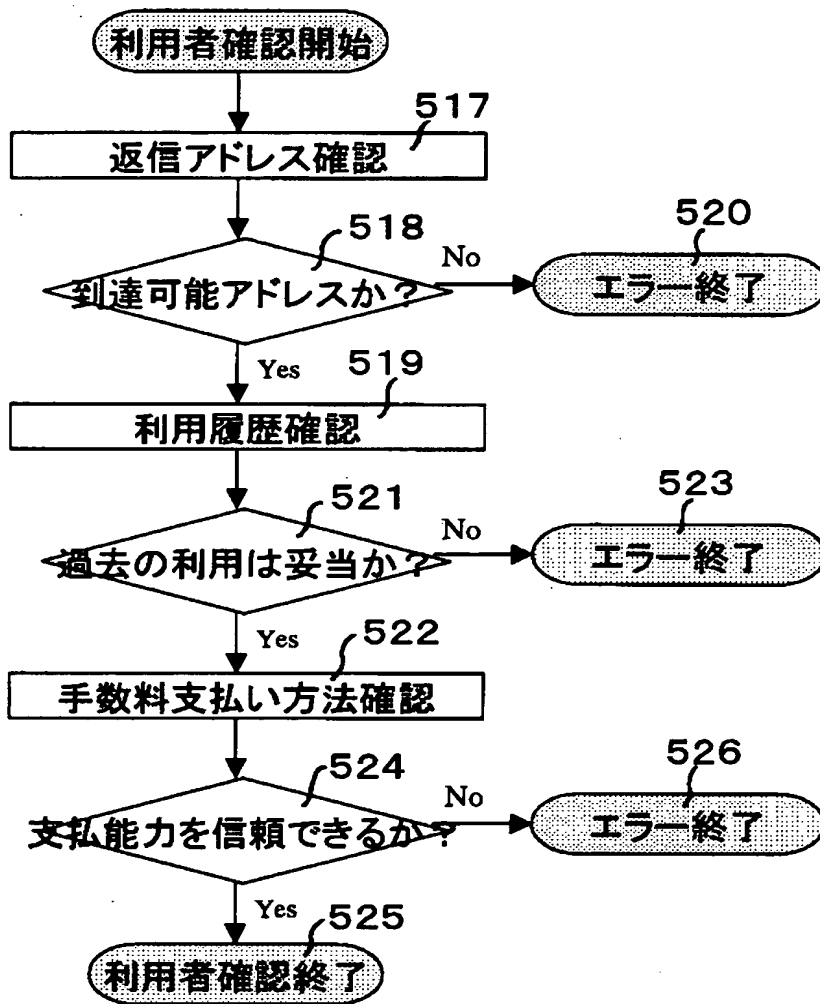 利用者確認開始
517
返信アドレス確認
518
到達可能アドレスか?
No
520
エラー終了
Yes
519
利用履歴確認
521
過去の利用は妥当か?
No
523
エラー終了
Yes
522
手数料支払い方法確認
524
支払能力を信頼できるか?
No
526
エラー終了
Yes
525
利用者確認終了